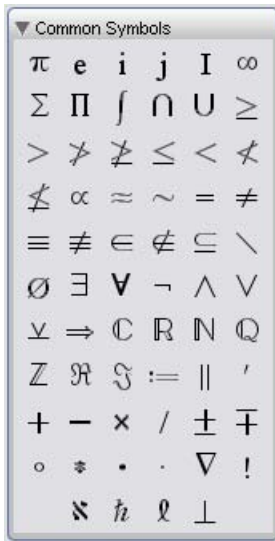 Common Symbols
π e i j I ∞
Σ Π ∫ ∩ ∪ ≥
> ≯ ≱ ≤ < ≮
≰ ∝ ≈ ~ = ≠
≡ ≢ ∈ ∉ ⊆ \
∅ ∃ ∀ ¬ ∧ ∨
⊻ ⇒ ℂ ℝ ℕ ℚ
ℤ ℜ ℑ := ∥ ′
+ − × / ± ∓
∘ * • · ∇ !
ℵ ℏ ℓ ⊥